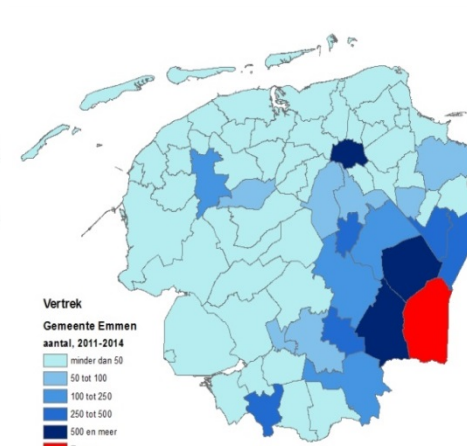 Vertrek
Gemeente Emmen
aantal, 2011-2014
minder dan 50
50 tot 100
100 tot 250
250 tot 500
500 en meer